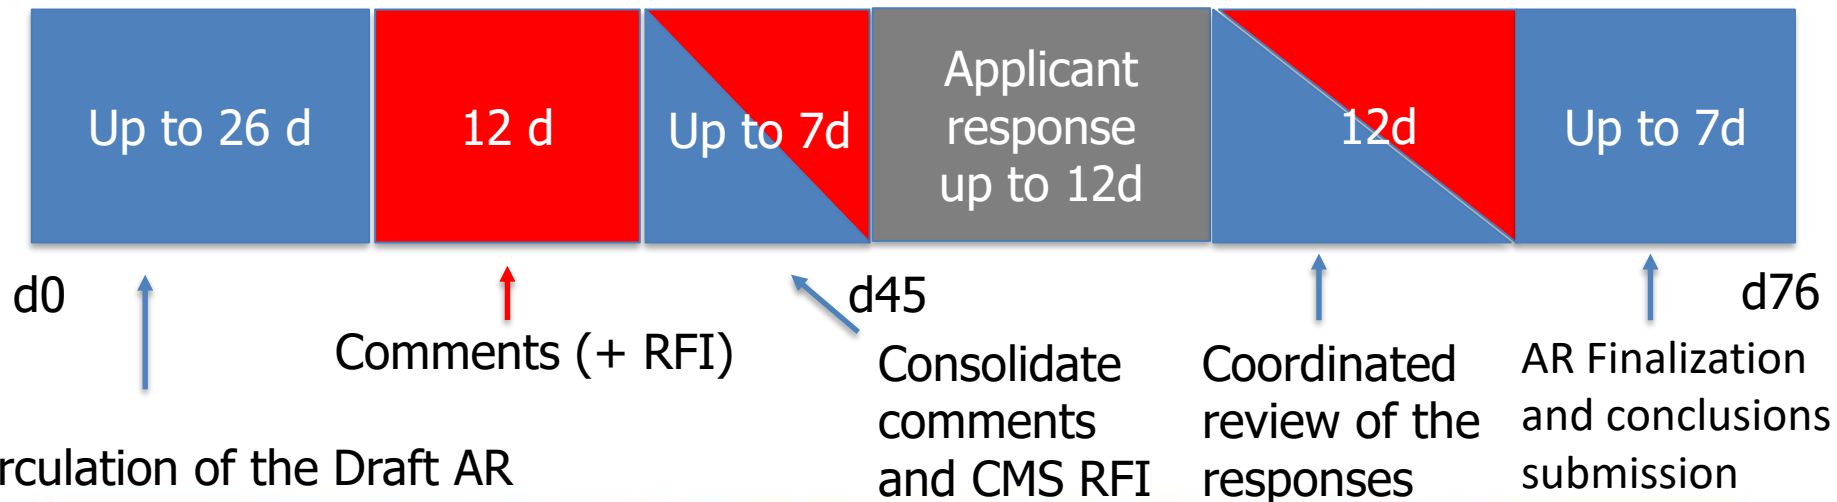 Up to 26 d
12 d
Up to 7d
Applicant
response
up to 12d
12d
Up to 7d
d0
d45
d76
Comments (+ RFI)
Consolidate
comments
and CMS RFI
Coordinated
review of the
responses
AR Finalization
and conclusions
submission
rculation of the Draft AR